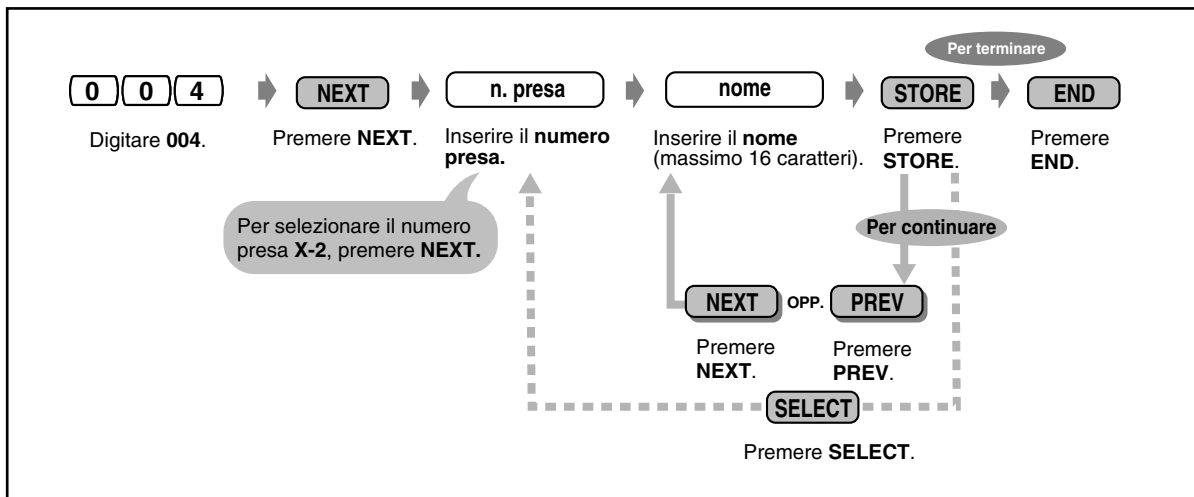 Per terminare
0 0 4
NEXT
n. presa
nome
STORE
END
Digitare 004.
Premere NEXT.
Inserire il numero
presa.
Inserire il nome
(massimo 16 caratteri).
Premere
STORE.
Premere
END.
Per selezionare il numero
presa X-2, premere NEXT.
Per continuare
NEXT OPP. PREV
Premere
NEXT.
Premere
PREV.
SELECT
Premere SELECT.